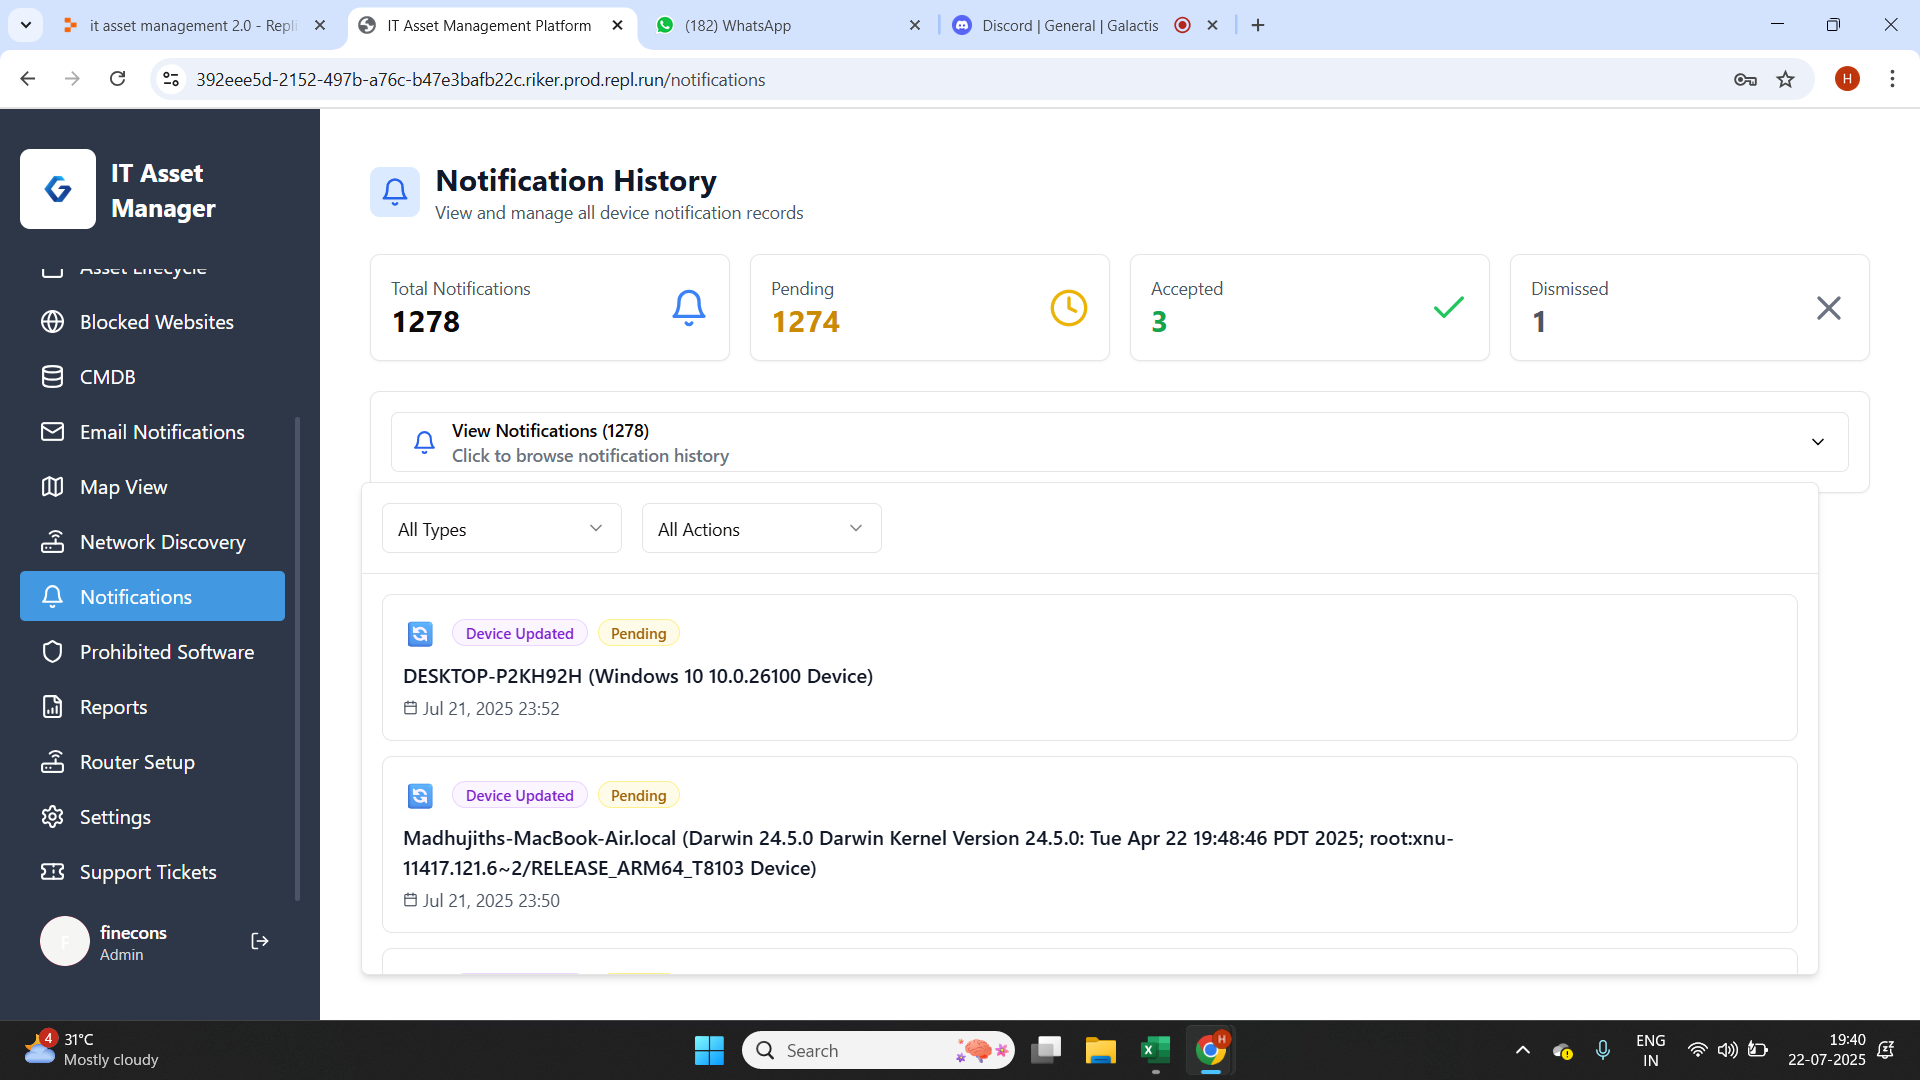 it asset management 2.0 - Repli
IT Asset Management Platform
(182) WhatsApp
Discord | General | Galactis
392eee5d-2152-497b-a76c-b47e3bafb22c.riker.prod.repl.run/notifications
H
IT Asset
Manager
Asset Lifecycle
Blocked Websites
CMDB
Email Notifications
Map View
Network Discovery
Notifications
Prohibited Software
Reports
Router Setup
Settings
Support Tickets
F
finecons
Admin
Notification History
View and manage all device notification records
Total Notifications
1278
Pending
1274
Accepted
3
Dismissed
1
View Notifications (1278)
Click to browse notification history
All Types
All Actions
Device Updated
Pending
DESKTOP-P2KH92H (Windows 10 10.0.26100 Device)
Jul 21, 2025 23:52
Device Updated
Pending
Madhujiths-MacBook-Air.local (Darwin 24.5.0 Darwin Kernel Version 24.5.0: Tue Apr 22 19:48:46 PDT 2025; root:xnu-
11417.121.6~2/RELEASE_ARM64_T8103 Device)
Jul 21, 2025 23:50
4
31°C
Mostly cloudy
Search
H
ENG
IN
19:40
22-07-2025